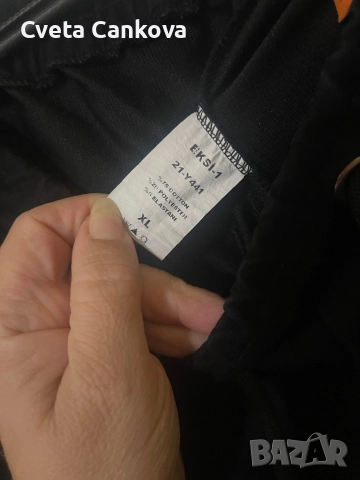 Cveta Cankova
EKSI-1
21-Y441
COTTON
POLYESTER
ELASTANE
XL
BAZAR